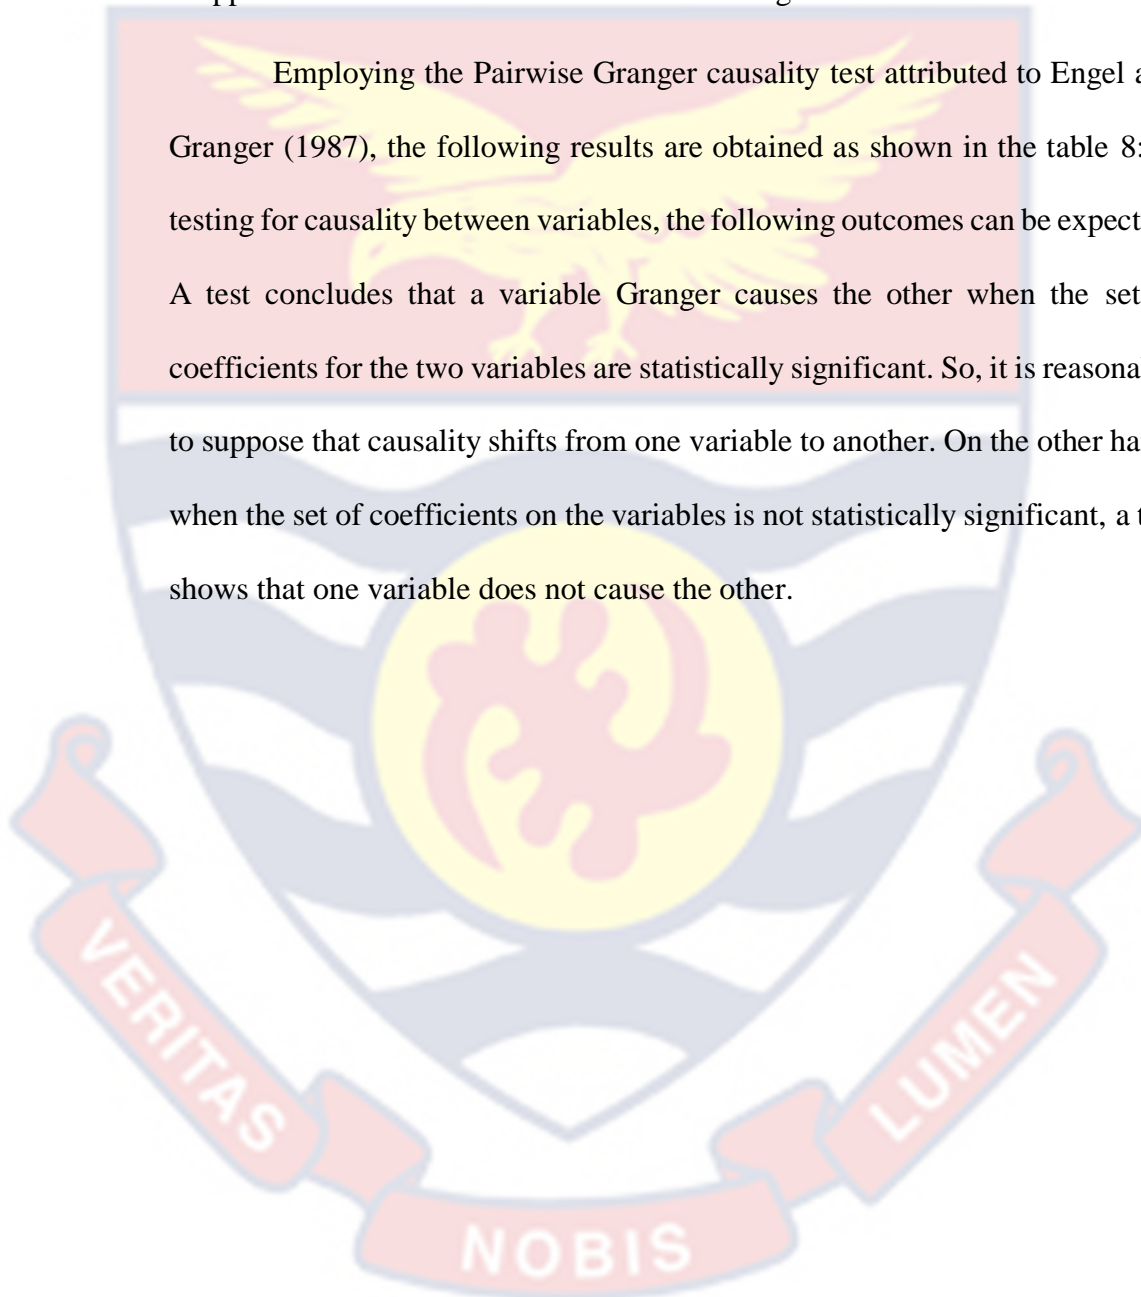 Employing the Pairwise Granger causality test attributed to Engel
Granger (1987), the following results are obtained as shown in the table 8:
testing for causality between variables, the following outcomes can be
A test concludes that a variable Granger causes the other when the set
coefficients for the two variables are statistically significant. So, it is
to suppose that causality shifts from one variable to another. On the other
when the set of coefficients on the variables is not statistically significant, a
shows that one variable does not cause the other.
VERITAS
NOBIS
LUMEN